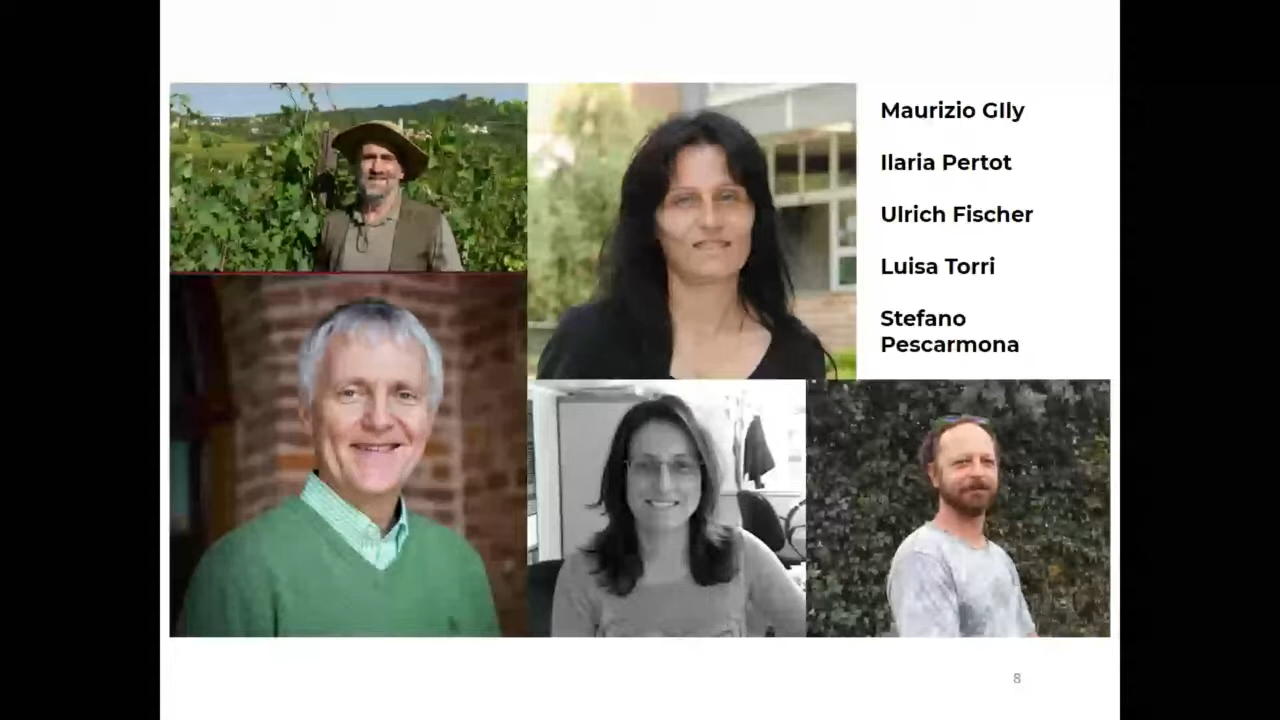 Maurizio GIly
Ilaria Pertot
Ulrich Fischer
Luisa Torri
Stefano
Pescarmona
8